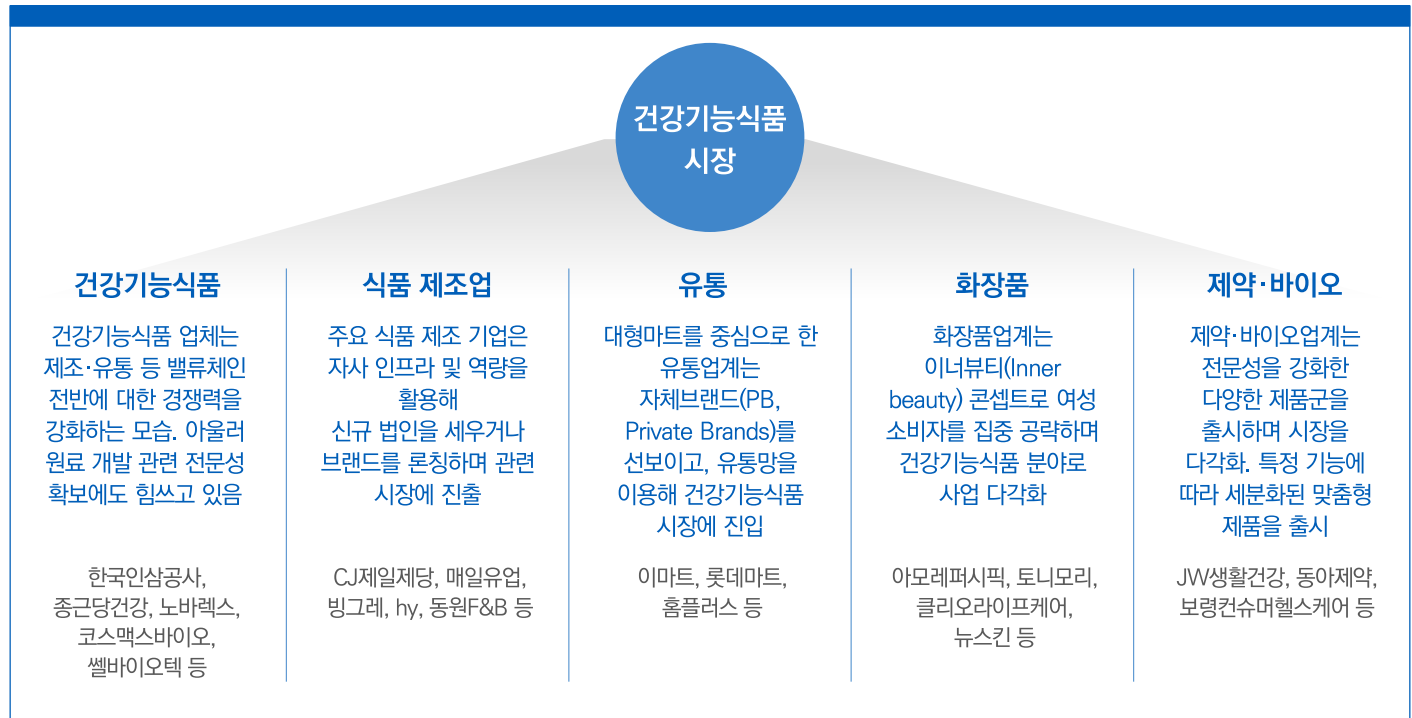 건강기능식품
시장
건강기능식품
건강기능식품 업체는
제조·유통 등 밸류체인
전반에 대한 경쟁력을
강화하는 모습. 아울러
원료 개발 관련 전문성
확보에도 힘쓰고 있음
한국인삼공사,
종근당건강, 노바렉스,
코스맥스바이오,
쎌바이오텍 등
식품 제조업
주요 식품 제조 기업은
자사 인프라 및 역량을
활용해
신규 법인을 세우거나
브랜드를 론칭하며 관련
시장에 진출
CJ제일제당, 매일유업,
빙그레, hy, 동원F&B 등
유통
대형마트를 중심으로 한
유통업계는
자체브랜드(PB,
Private Brands)를
선보이고, 유통망을
이용해 건강기능식품
시장에 진입
이마트, 롯데마트,
홈플러스 등
화장품
화장품업계는
이너뷰티(Inner
beauty) 콘셉트로 여성
소비자를 집중 공략하며
건강기능식품 분야로
사업 다각화
아모레퍼시픽, 토니모리,
클리오라이프케어,
뉴스킨 등
제약·바이오
제약·바이오업계는
전문성을 강화한
다양한 제품군을
출시하며 시장을
다각화. 특정 기능에
따라 세분화된 맞춤형
제품을 출시
JW생활건강, 동아제약,
보령컨슈머헬스케어 등